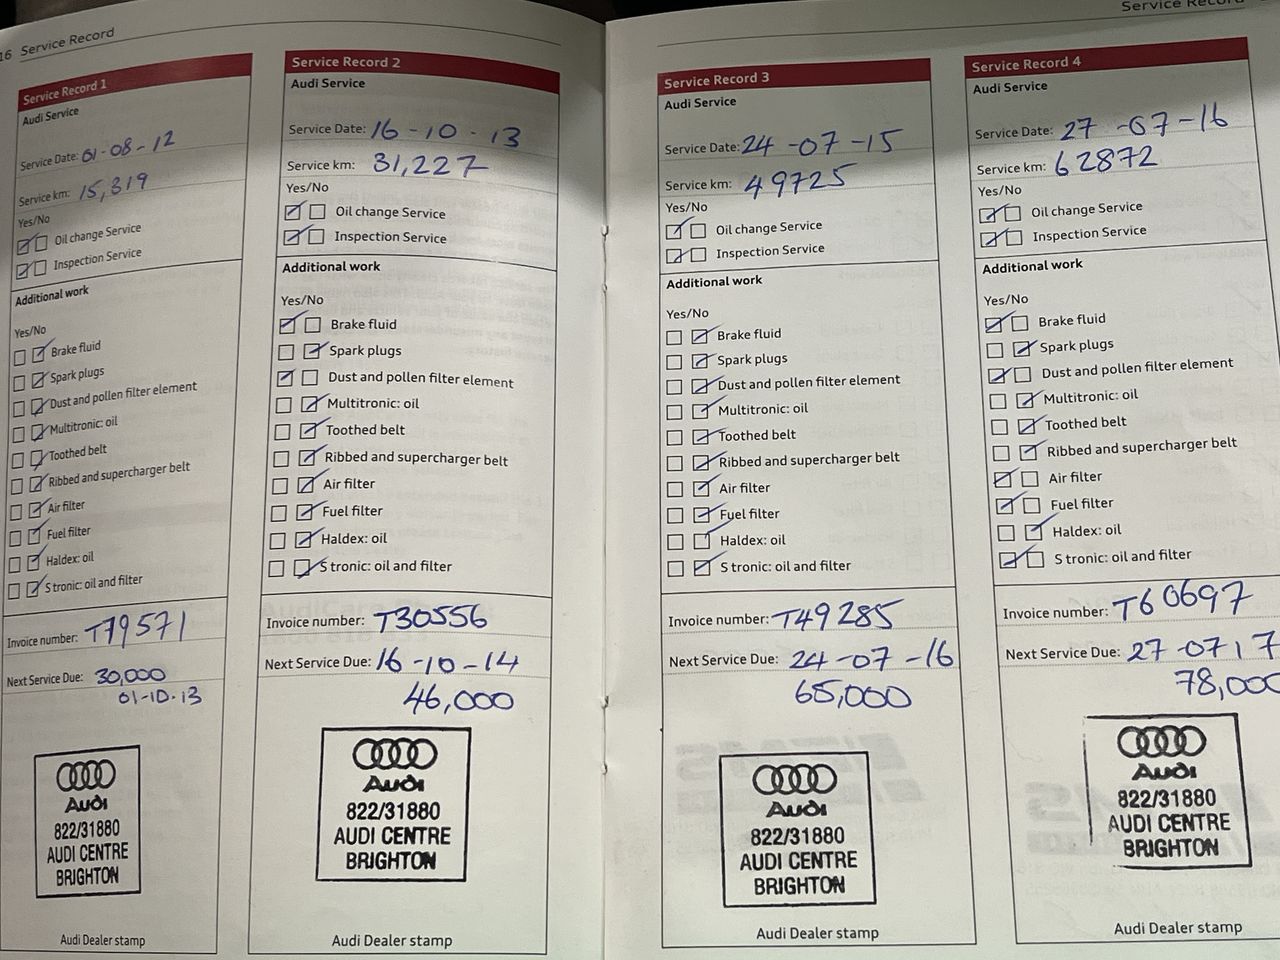 16 Service Record
Service Record 1
Audi Service
Service Date: 01-08-12
Service km: 15,319
Yes/No
Oil change Service
Inspection Service
Additional work
Yes/No
Brake fluid
Spark plugs
Dust and pollen filter element
Multitronic: oil
Toothed belt
Ribbed and supercharger belt
Air filter
Fuel filter
Haldex: oil
S tronic: oil and filter
Invoice number: T79571
Next Service Due: 30,000
01-10.13
Audi
822/31880
AUDI CENTRE
BRIGHTON
Audi Dealer stamp
Service Record 2
Audi Service
Service Date: 16-10-13
Service km: 31,227
Yes/No
Oil change Service
Inspection Service
Additional work
Yes/No
Brake fluid
Spark plugs
Dust and pollen filter element
Multitronic: oil
Toothed belt
Ribbed and supercharger belt
Air filter
Fuel filter
Haldex: oil
S tronic: oil and filter
Invoice number: T30556
Next Service Due: 16-10-14
46,000
Audi
822/31880
AUDI CENTRE
BRIGHTON
Audi Dealer stamp
Service Record
Service Record 3
Audi Service
Service Date: 24-07-15
Service km: 49725
Yes/No
Oil change Service
Inspection Service
Additional work
Yes/No
Brake fluid
Spark plugs
Dust and pollen filter element
Multitronic: oil
Toothed belt
Ribbed and supercharger belt
Air filter
Fuel filter
Haldex: oil
S tronic: oil and filter
Invoice number: T49285
Next Service Due: 24-07-16
65,000
Audi
822/31880
AUDI CENTRE
BRIGHTON
Audi Dealer stamp
Service Record 4
Audi Service
Service Date: 27-07-16
Service km: 62872
Yes/No
Oil change Service
Inspection Service
Additional work
Yes/No
Brake fluid
Spark plugs
Dust and pollen filter element
Multitronic: oil
Toothed belt
Ribbed and supercharger belt
Air filter
Fuel filter
Haldex: oil
S tronic: oil and filter
Invoice number: T60697
Next Service Due: 27-07 17
78,000
Audi
822/31880
AUDI CENTRE
BRIGHTON
Audi Dealer stamp